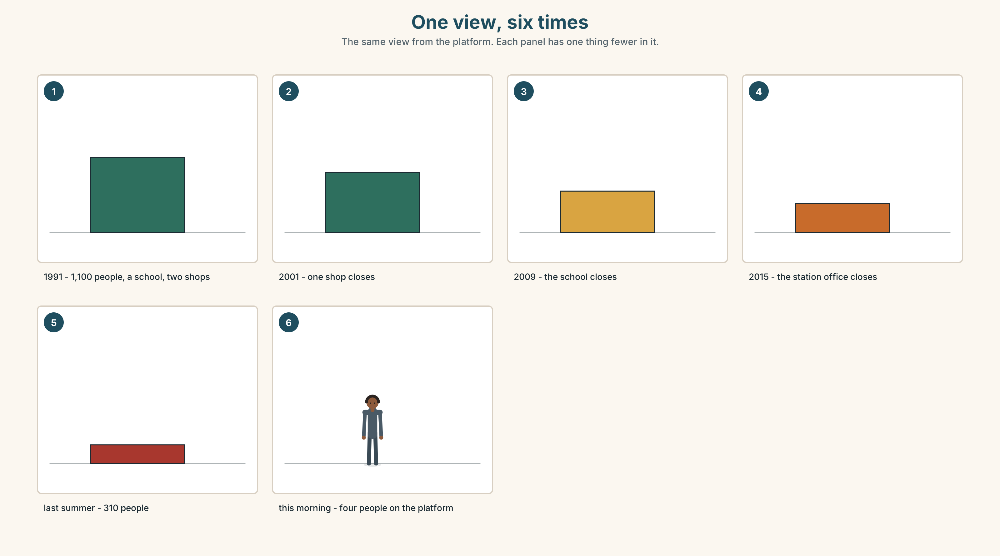 One view, six times
The same view from the platform. Each panel has one thing fewer in it.
1
2
3
4
1991 - 1,100 people, a school, two shops
2001 - one shop closes
2009 - the school closes
2015 - the station office closes
5
6
last summer - 310 people
this morning - four people on the platform